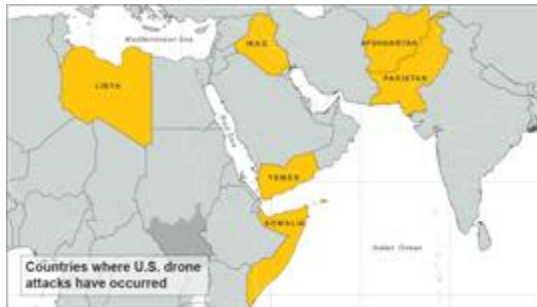 Mediterranean Sea
IRAQ
AFGHANISTAN
PAKISTAN
LIBYA
Red Sea
YEMEN
SOMALIA
Indian Ocean
Countries where U.S. drone
attacks have occurred